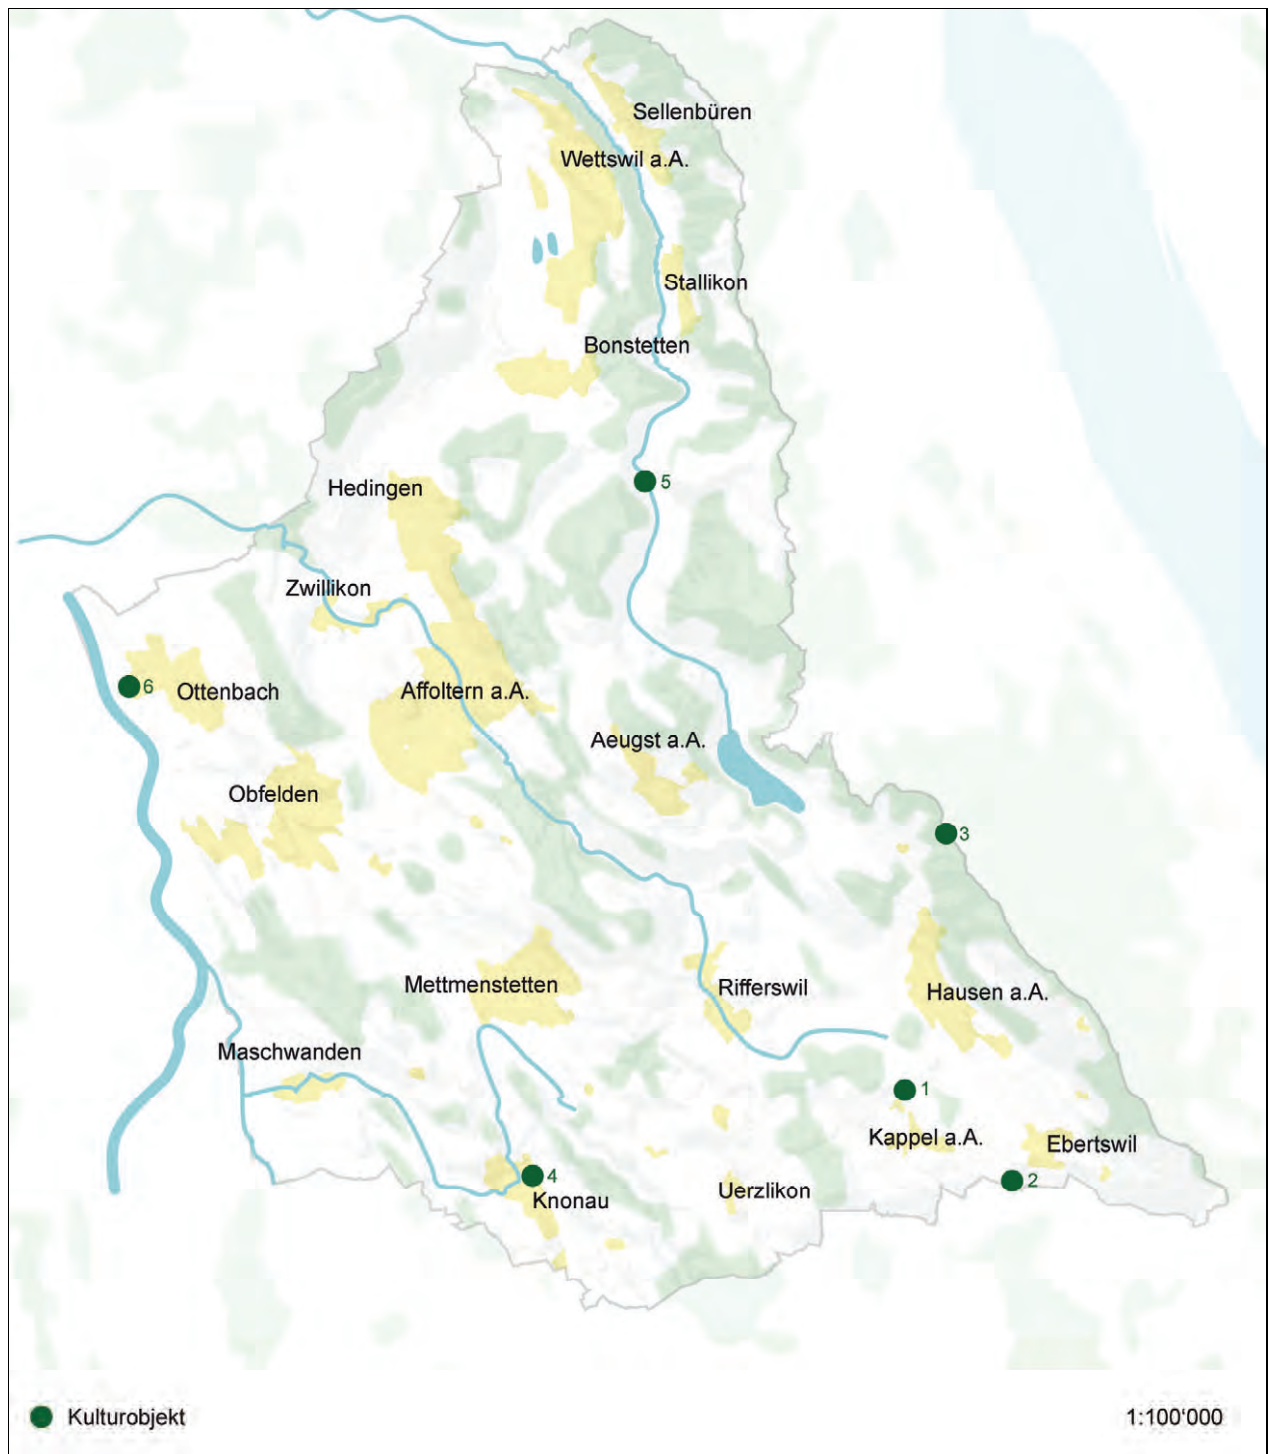 Sellenbüren
Wettswil a.A.
Stallikon
Bonstetten
5
Hedingen
Zwillikon
6
Ottenbach
Affoltern a.A.
Aeugst a.A.
Obfelden
3
Mettmenstetten
Rifferswil
Hausen a.A.
Maschwanden
1
Kappel a.A.
Ebertswil
4
2
Knonau
Uerzlikon
Kulturobjekt
1:100'000